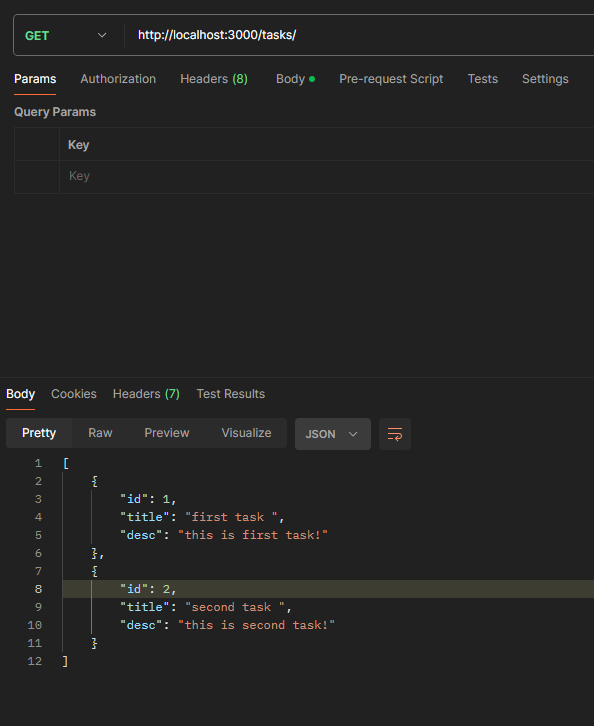 GET http://localhost:3000/tasks/
Params Authorization Headers (8) Body Pre-request Script Tests Settings
Query Params
Key
Key
Body Cookies Headers (7) Test Results
Pretty Raw Preview Visualize JSON
1 [
2 {
3 "id": 1,
4 "title": "first task ",
5 "desc": "this is first task!"
6 },
7 {
8 "id": 2,
9 "title": "second task ",
10 "desc": "this is second task!"
11 }
12 ]